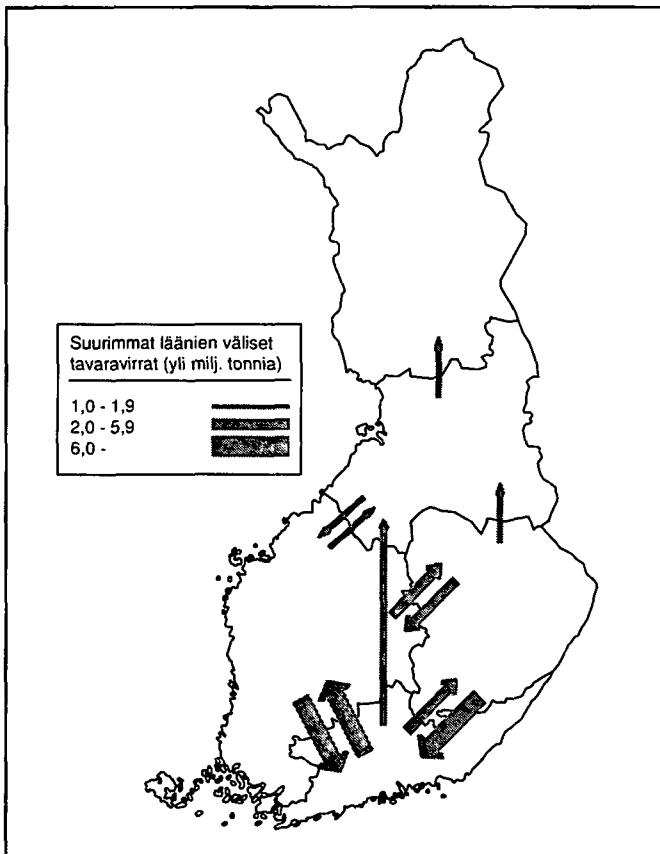 Suurimmat läänien väliset
tavaravirrat (yli milj. tonnia)
1,0 - 1,9
2,0 - 5,9
6,0 -